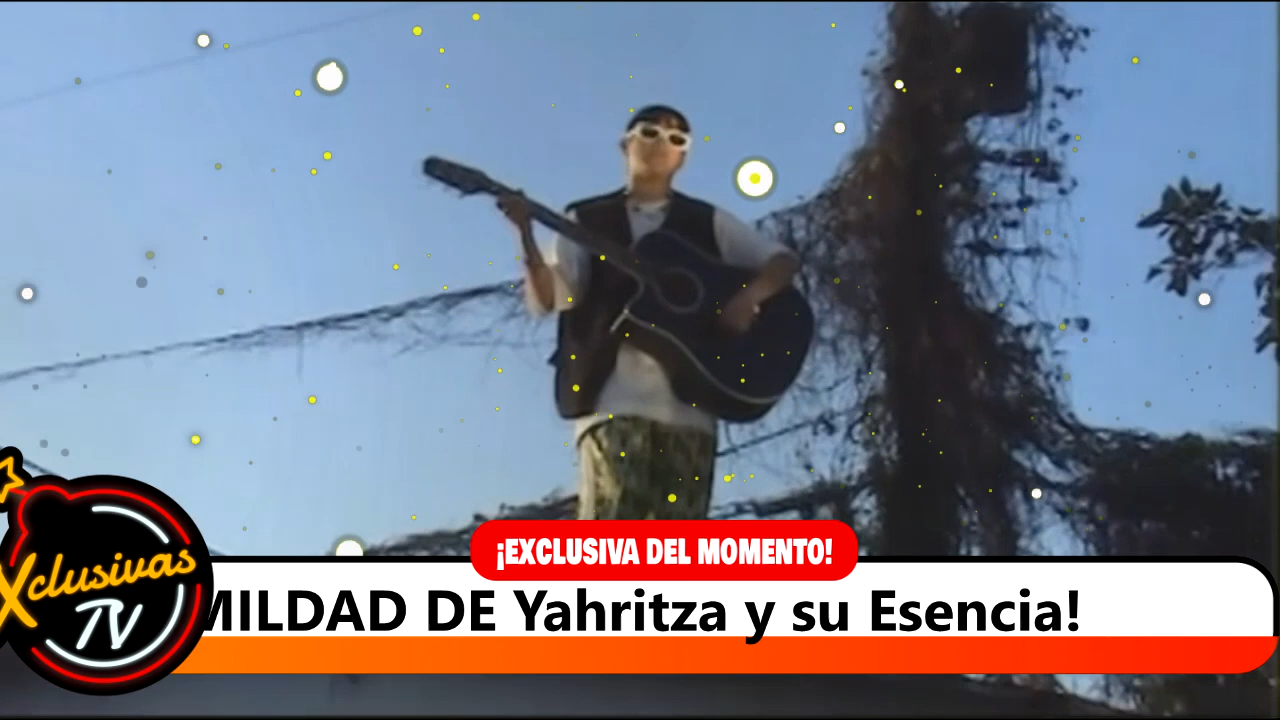 ¡EXCLUSIVA DEL MOMENTO!
MILDAD DE Yahritza y su Esencia!
Xclusivas
TV